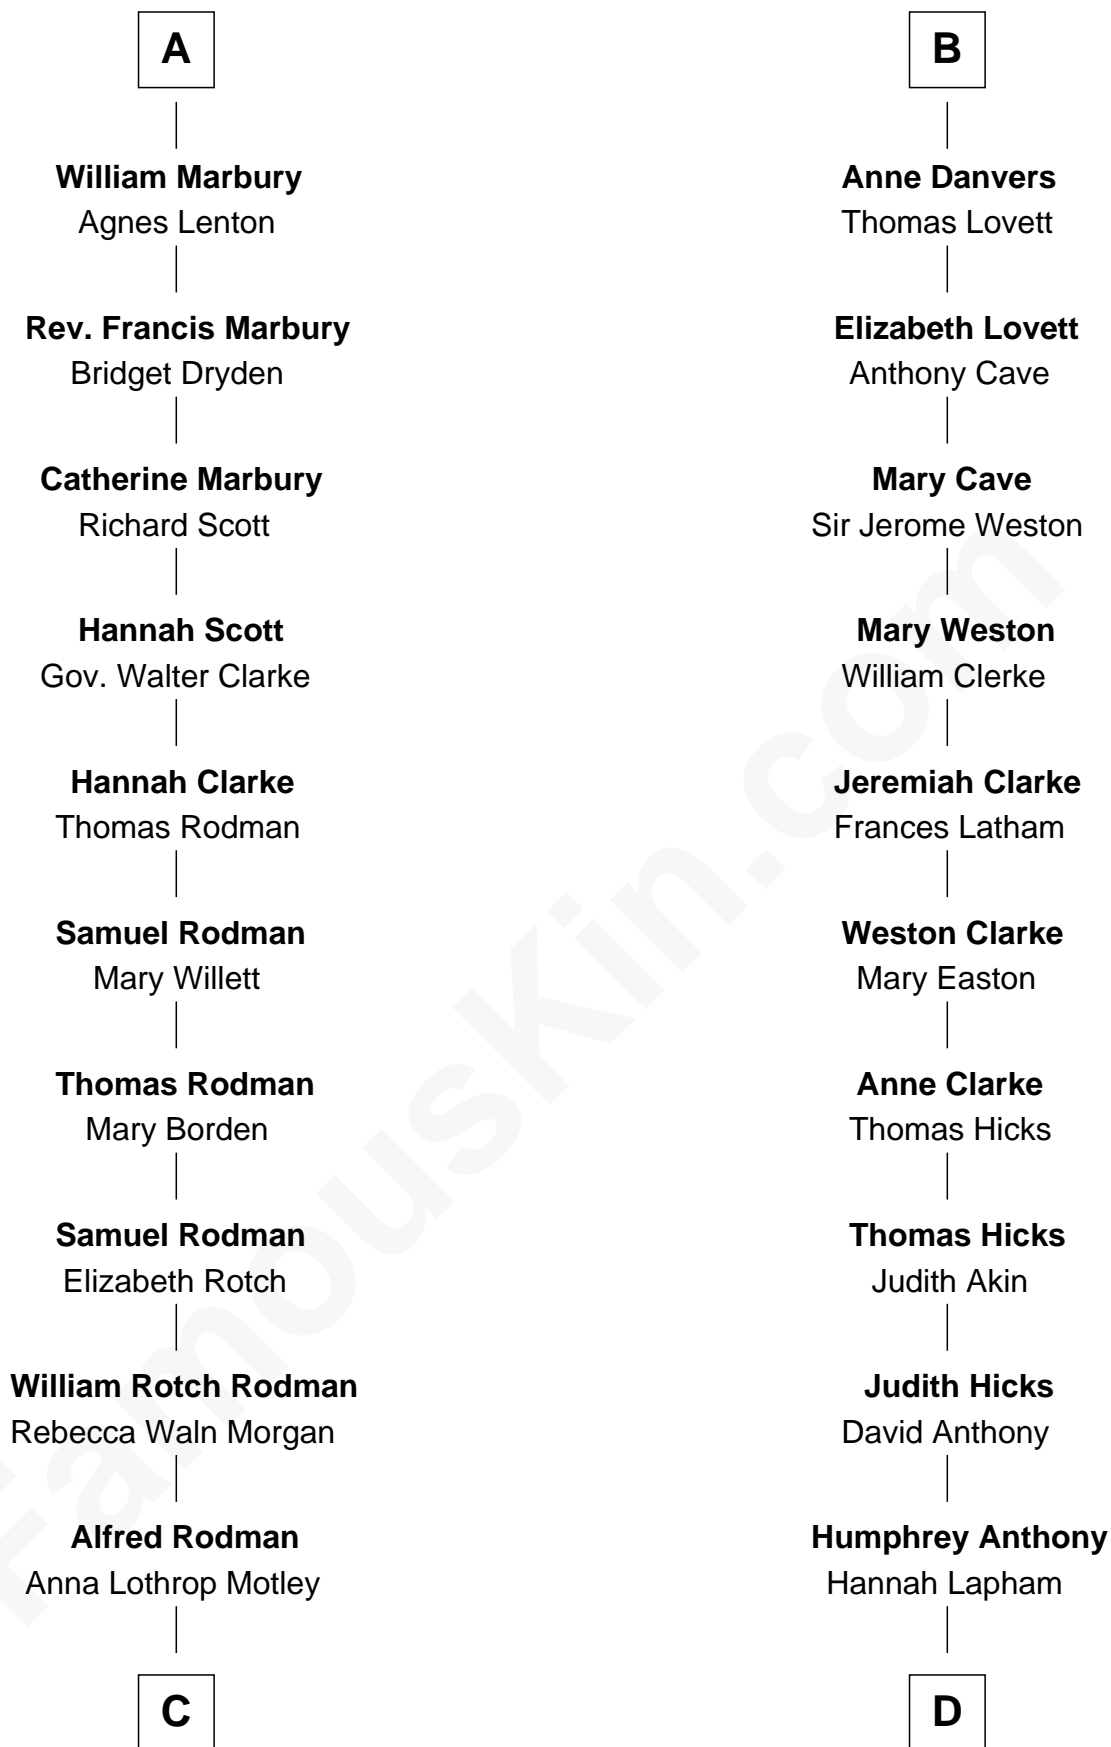 A
William Marbury
Agnes Lenton
Rev. Francis Marbury
Bridget Dryden
Catherine Marbury
Richard Scott
Hannah Scott
Gov. Walter Clarke
Hannah Clarke
Thomas Rodman
Samuel Rodman
Mary Willett
Thomas Rodman
Mary Borden
Samuel Rodman
Elizabeth Rotch
William Rotch Rodman
Rebecca Waln Morgan
Alfred Rodman
Anna Lothrop Motley
C
B
Anne Danvers
Thomas Lovett
Elizabeth Lovett
Anthony Cave
Mary Cave
Sir Jerome Weston
Mary Weston
William Clerke
Jeremiah Clarke
Frances Latham
Weston Clarke
Mary Easton
Anne Clarke
Thomas Hicks
Thomas Hicks
Judith Akin
Judith Hicks
David Anthony
Humphrey Anthony
Hannah Lapham
D
FamousKin.com